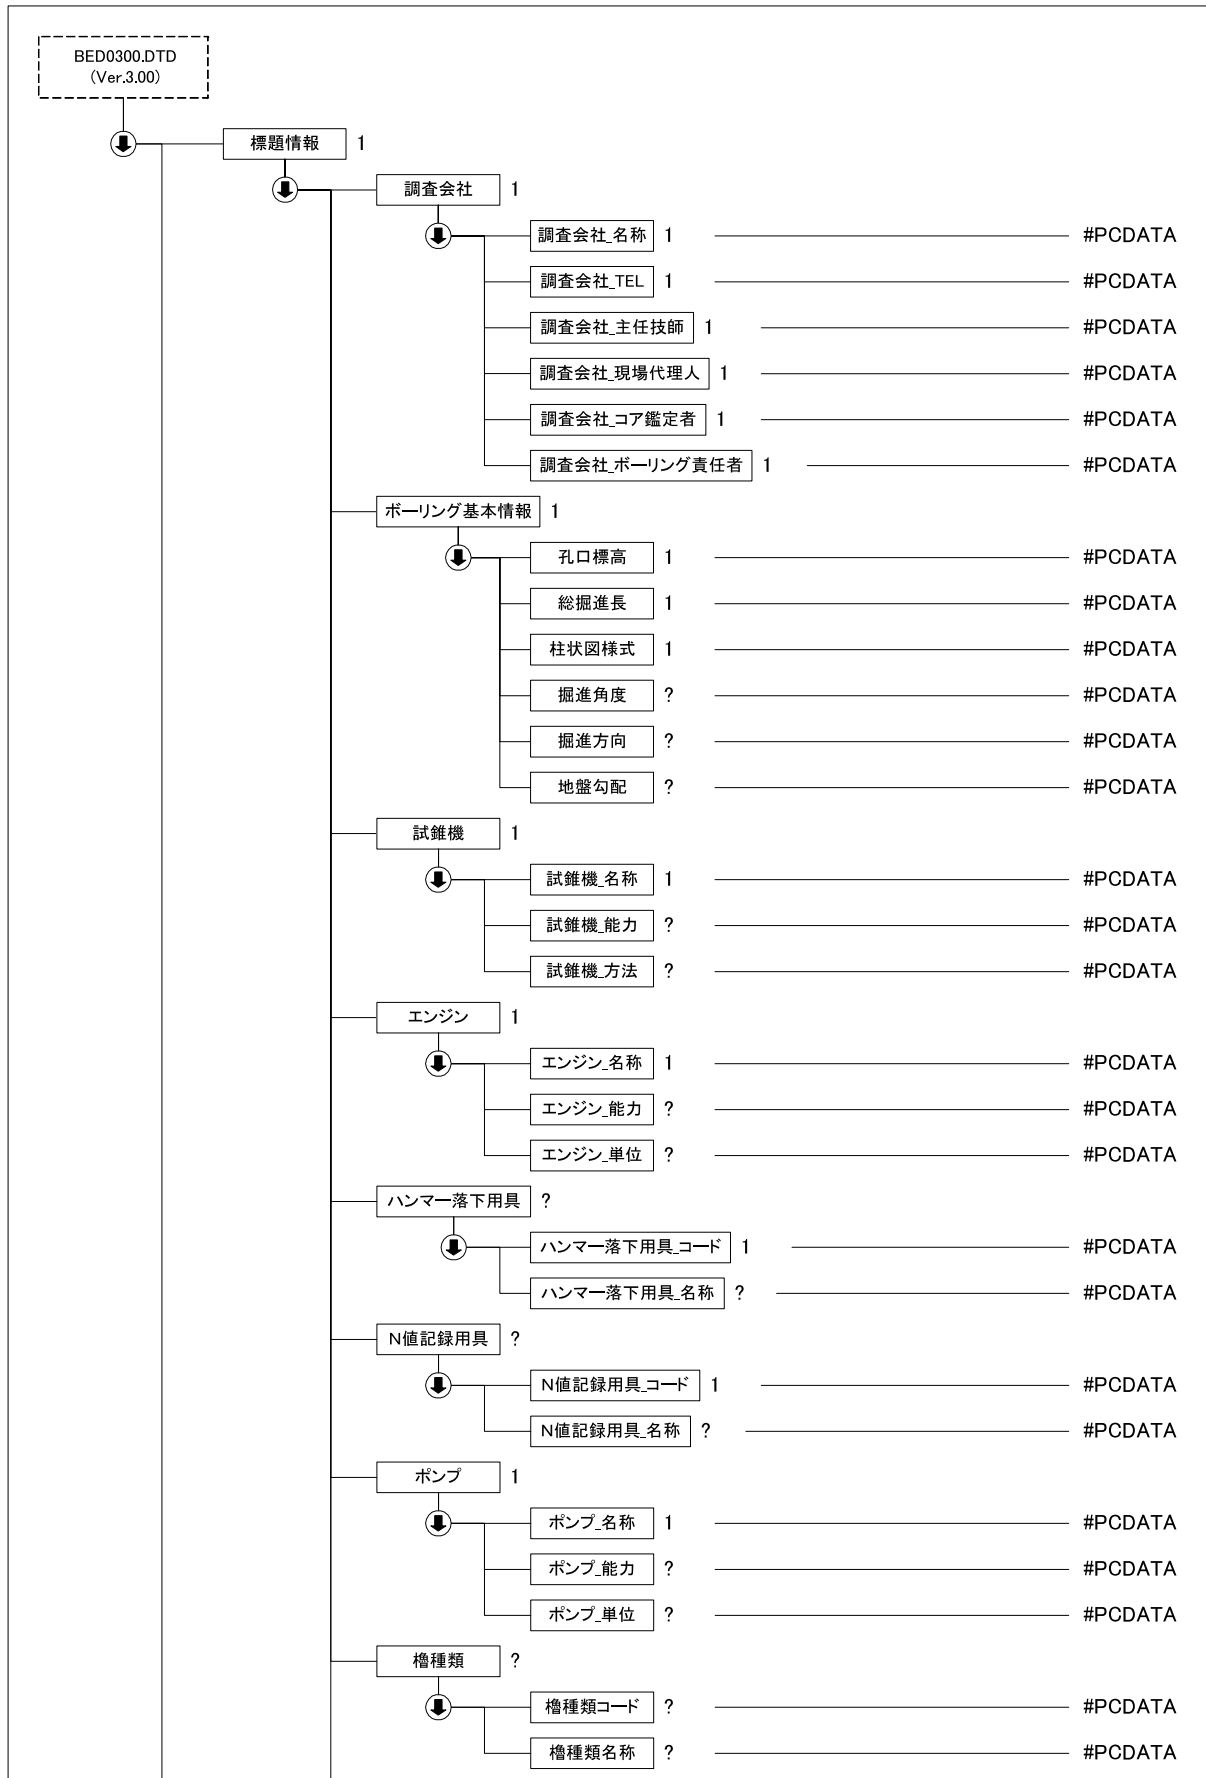 BED0300.DTD
(Ver.3.00)
標題情報 1
調査会社 1
調査会社_名称 1 #PCDATA
調査会社_TEL 1 #PCDATA
調査会社_主任技師 1 #PCDATA
調査会社_現場代理人 1 #PCDATA
調査会社_コア鑑定者 1 #PCDATA
調査会社_ボーリング責任者 1 #PCDATA
ボーリング基本情報 1
孔口標高 1 #PCDATA
総掘進長 1 #PCDATA
柱状図様式 1 #PCDATA
掘進角度 ? #PCDATA
掘進方向 ? #PCDATA
地盤勾配 ? #PCDATA
試錐機 1
試錐機_名称 1 #PCDATA
試錐機_能力 ? #PCDATA
試錐機_方法 ? #PCDATA
エンジン 1
エンジン_名称 1 #PCDATA
エンジン_能力 ? #PCDATA
エンジン_単位 ? #PCDATA
ハンマー落下用具 ?
ハンマー落下用具_コード 1 #PCDATA
ハンマー落下用具_名称 ? #PCDATA
N値記録用具 ?
N値記録用具_コード 1 #PCDATA
N値記録用具_名称 ? #PCDATA
ポンプ 1
ポンプ_名称 1 #PCDATA
ポンプ_能力 ? #PCDATA
ポンプ_単位 ? #PCDATA
櫓種類 ?
櫓種類コード ? #PCDATA
櫓種類名称 ? #PCDATA